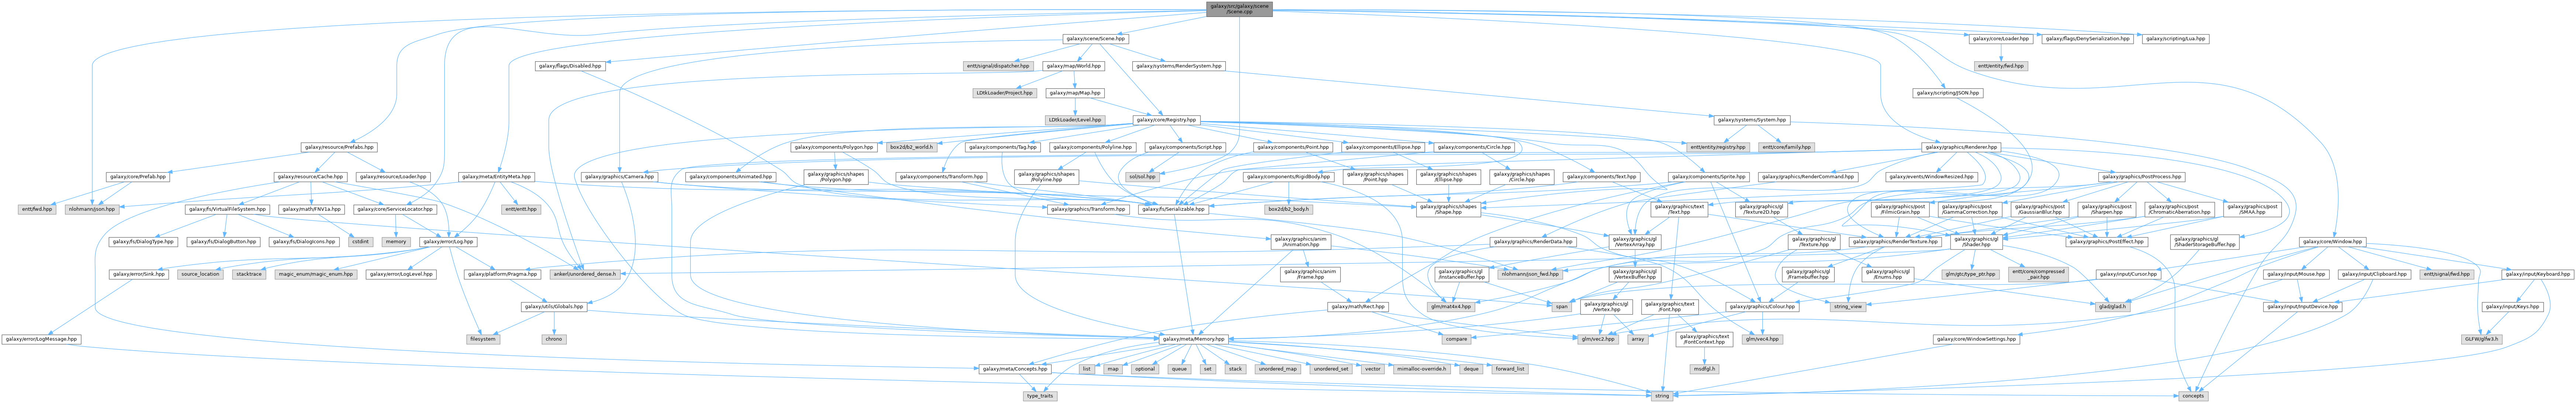 galaxy/src/galaxy/scene
/Scene.cpp
galaxy/scene/Scene.hpp
galaxy/core/Loader.hpp
galaxy/flags/DenySerialization.hpp
galaxy/scripting/Lua.hpp
galaxy/flags/Disabled.hpp
entt/signal/dispatcher.hpp
galaxy/map/World.hpp
galaxy/systems/RenderSystem.hpp
entt/entity/fwd.hpp
LDtkLoader/Project.hpp
galaxy/map/Map.hpp
galaxy/scripting/JSON.hpp
LDtkLoader/Level.hpp
galaxy/core/Registry.hpp
galaxy/systems/System.hpp
galaxy/resource/Prefabs.hpp
galaxy/components/Polygon.hpp
box2d/b2_world.h
galaxy/components/Tag.hpp
galaxy/components/Polyline.hpp
galaxy/components/Script.hpp
galaxy/components/Point.hpp
galaxy/components/Ellipse.hpp
galaxy/components/Circle.hpp
galaxy/graphics/Renderer.hpp
entt/entity/registry.hpp
entt/core/family.hpp
galaxy/core/Prefab.hpp
galaxy/resource/Cache.hpp
galaxy/resource/Loader.hpp
galaxy/meta/EntityMeta.hpp
galaxy/graphics/Camera.hpp
galaxy/components/Animated.hpp
galaxy/graphics/shapes
/Polygon.hpp
galaxy/components/Transform.hpp
galaxy/graphics/shapes
/Polyline.hpp
sol/sol.hpp
galaxy/components/RigidBody.hpp
galaxy/graphics/shapes
/Point.hpp
galaxy/graphics/shapes
/Ellipse.hpp
galaxy/graphics/shapes
/Circle.hpp
galaxy/components/Text.hpp
galaxy/components/Sprite.hpp
galaxy/graphics/RenderCommand.hpp
galaxy/events/WindowResized.hpp
galaxy/graphics/PostProcess.hpp
entt/fwd.hpp
nlohmann/json.hpp
galaxy/fs/VirtualFileSystem.hpp
galaxy/math/FNV1a.hpp
galaxy/core/ServiceLocator.hpp
entt/entt.hpp
galaxy/graphics/Transform.hpp
galaxy/fs/Serializable.hpp
box2d/b2_body.h
galaxy/graphics/shapes
/Shape.hpp
galaxy/graphics/text
/Text.hpp
galaxy/graphics/gl
/Texture2D.hpp
galaxy/graphics/post
/FilmicGrain.hpp
galaxy/graphics/post
/GammaCorrection.hpp
galaxy/graphics/post
/GaussianBlur.hpp
galaxy/graphics/post
/Sharpen.hpp
galaxy/graphics/post
/ChromaticAberation.hpp
galaxy/graphics/post
/SMAA.hpp
galaxy/fs/DialogType.hpp
galaxy/fs/DialogButton.hpp
galaxy/fs/DialogIcons.hpp
cstdint
memory
galaxy/error/Log.hpp
galaxy/graphics/anim
/Animation.hpp
galaxy/graphics/RenderData.hpp
galaxy/graphics/gl
/VertexArray.hpp
galaxy/graphics/gl
/Texture.hpp
galaxy/graphics/RenderTexture.hpp
galaxy/graphics/gl
/Shader.hpp
galaxy/graphics/PostEffect.hpp
galaxy/graphics/gl
/ShaderStorageBuffer.hpp
galaxy/core/Window.hpp
galaxy/error/Sink.hpp
source_location
stacktrace
magic_enum/magic_enum.hpp
galaxy/error/LogLevel.hpp
galaxy/platform/Pragma.hpp
ankerl/unordered_dense.h
galaxy/graphics/anim
/Frame.hpp
nlohmann/json_fwd.hpp
galaxy/graphics/gl
/InstanceBuffer.hpp
galaxy/graphics/gl
/VertexBuffer.hpp
galaxy/graphics/gl
/Framebuffer.hpp
galaxy/graphics/gl
/Enums.hpp
glm/gtc/type_ptr.hpp
entt/core/compressed
_pair.hpp
galaxy/input/Cursor.hpp
galaxy/input/Mouse.hpp
galaxy/input/Clipboard.hpp
entt/signal/fwd.hpp
galaxy/input/Keyboard.hpp
galaxy/utils/Globals.hpp
galaxy/math/Rect.hpp
glm/mat4x4.hpp
span
galaxy/graphics/gl
/Vertex.hpp
galaxy/graphics/text
/Font.hpp
galaxy/graphics/Colour.hpp
string_view
glad/glad.h
galaxy/input/InputDevice.hpp
galaxy/input/Keys.hpp
galaxy/error/LogMessage.hpp
filesystem
chrono
galaxy/meta/Memory.hpp
compare
glm/vec2.hpp
array
galaxy/graphics/text
/FontContext.hpp
glm/vec4.hpp
galaxy/core/WindowSettings.hpp
GLFW/glfw3.h
galaxy/meta/Concepts.hpp
list
map
optional
queue
set
stack
unordered_map
unordered_set
vector
mimalloc-override.h
deque
forward_list
msdfgl.h
type_traits
string
concepts